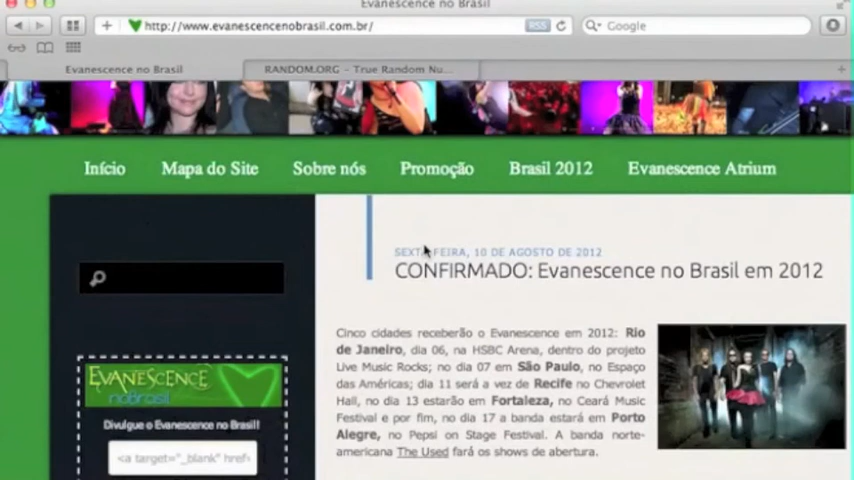 Evanescence no Brasil
http://www.evanescencenobrasil.com.br/
RSS
Google
Evanescence no Brasil
RANDOM.ORG - True Random Nu...
Início
Mapa do Site
Sobre nós
Promoção
Brasil 2012
Evanescence Atrium
SEXTA-FEIRA, 10 DE AGOSTO DE 2012
CONFIRMADO: Evanescence no Brasil em 2012
Cinco cidades receberão o Evanescence em 2012: Rio
de Janeiro, dia 06, na HSBC Arena, dentro do projeto
Live Music Rocks; no dia 07 em São Paulo, no Espaço
das Américas; dia 11 será a vez de Recife no Chevrolet
Hall, no dia 13 estarão em Fortaleza, no Ceará Music
Festival e por fim, no dia 17 a banda estará em Porto
Alegre, no Pepsi on Stage Festival. A banda norte-
americana The Used fará os shows de abertura.
EVANESCENCE
noBrasil
Divulgue o Evanescence no Brasil!
<a target="_blank" href=